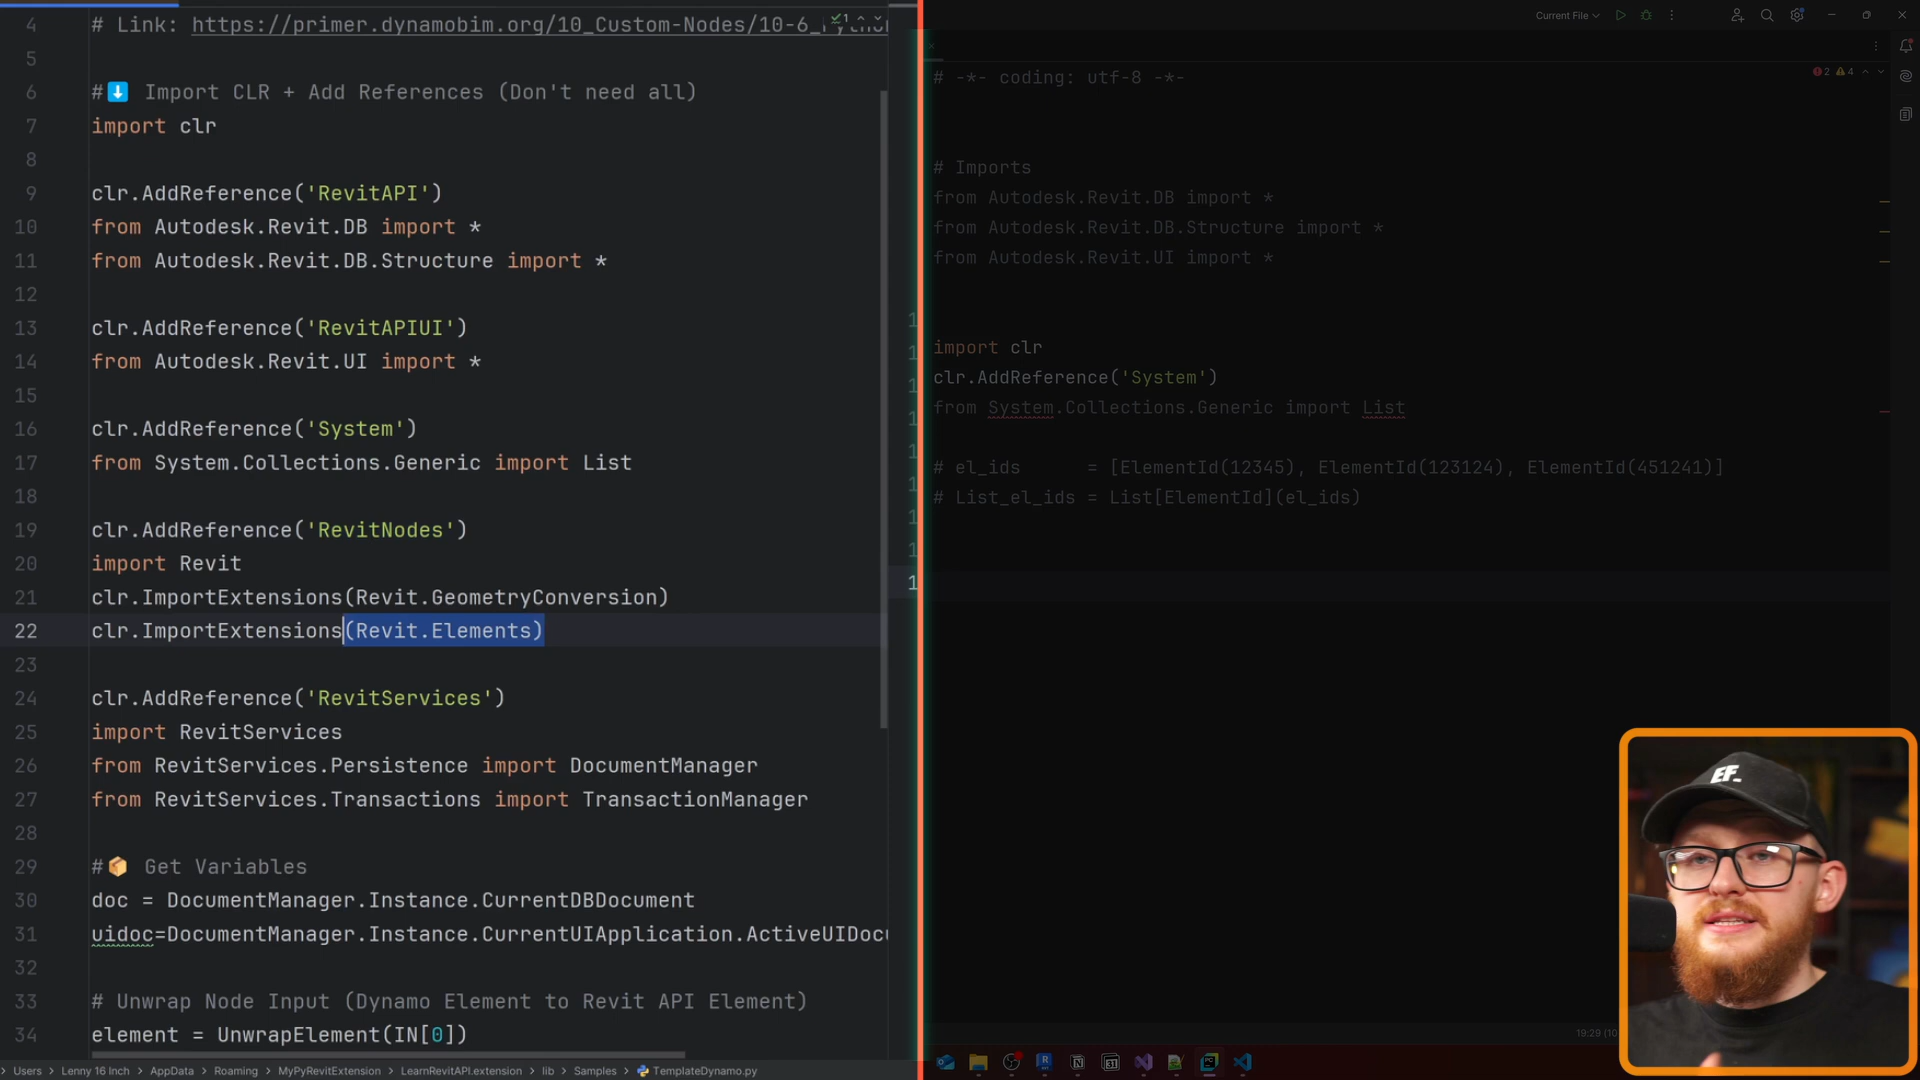 4 # Link: https://primer.dynamobim.org/10_Custom-Nodes/10-6_Python
5
6 #⬇️ Import CLR + Add References (Don't need all)
7 import clr
8
9 clr.AddReference('RevitAPI')
10 from Autodesk.Revit.DB import *
11 from Autodesk.Revit.DB.Structure import *
12
13 clr.AddReference('RevitAPIUI')
14 from Autodesk.Revit.UI import *
15
16 clr.AddReference('System')
17 from System.Collections.Generic import List
18
19 clr.AddReference('RevitNodes')
20 import Revit
21 clr.ImportExtensions(Revit.GeometryConversion)
22 clr.ImportExtensions(Revit.Elements)
23
24 clr.AddReference('RevitServices')
25 import RevitServices
26 from RevitServices.Persistence import DocumentManager
27 from RevitServices.Transactions import TransactionManager
28
29 #📦 Get Variables
30 doc = DocumentManager.Instance.CurrentDBDocument
31 uidoc=DocumentManager.Instance.CurrentUIApplication.ActiveUIDocu
32
33 # Unwrap Node Input (Dynamo Element to Revit API Element)
34 element = UnwrapElement(IN[0])
Users > Lenny 16 Inch > AppData > Roaming > MyPyRevitExtension > LearnRevitAPI.extension > lib > Samples > TemplateDynamo.py
Current File
2 4
# -*- coding: utf-8 -*-
# Imports
from Autodesk.Revit.DB import *
from Autodesk.Revit.DB.Structure import *
from Autodesk.Revit.UI import *
import clr
clr.AddReference('System')
from System.Collections.Generic import List
# el_ids = [ElementId(12345), ElementId(123124), ElementId(451241)]
# List_el_ids = List[ElementId](el_ids)
19:29
EF_